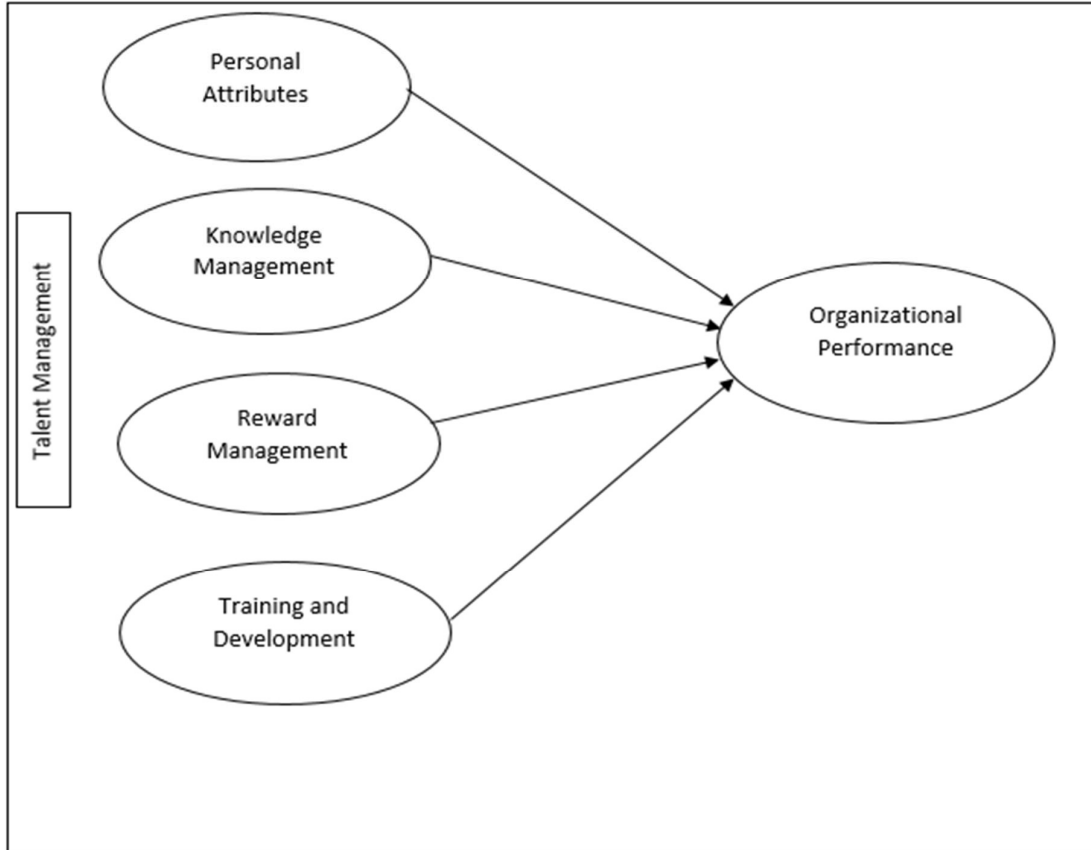 Personal
Attributes
Knowledge
Management
Talent Management
Organizational
Performance
Reward
Management
Training and
Development